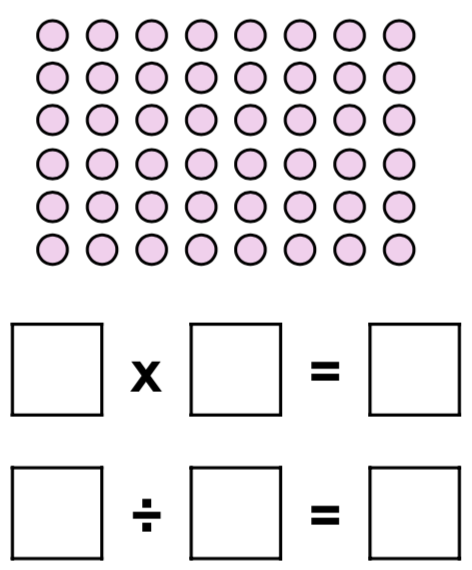 x =
÷ =